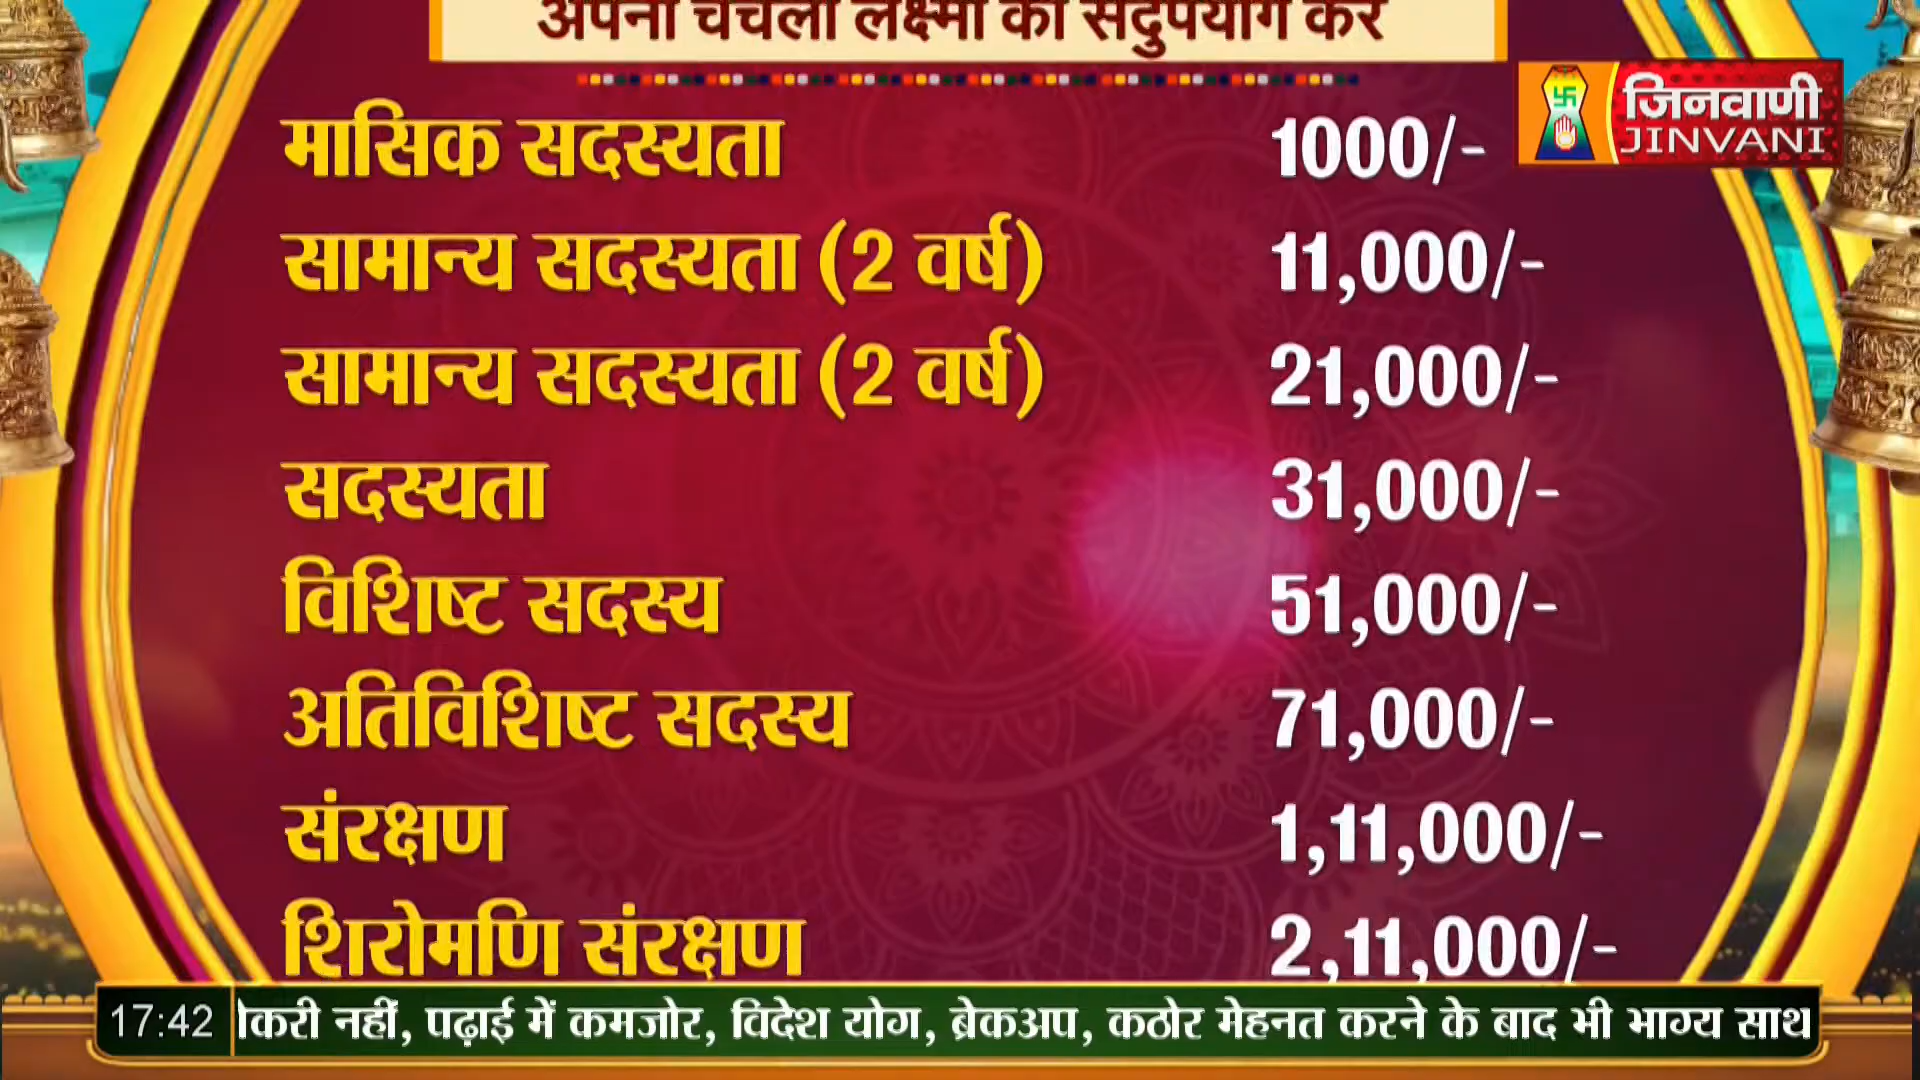 अपनी चंचला लक्ष्मी का सदुपयोग करें
जिनवाणी
JINVANI
मासिक सदस्यता 1000/-
सामान्य सदस्यता (2 वर्ष) 11,000/-
सामान्य सदस्यता (2 वर्ष) 21,000/-
सदस्यता 31,000/-
विशिष्ट सदस्य 51,000/-
अतिविशिष्ट सदस्य 71,000/-
संरक्षण 1,11,000/-
शिरोमणि संरक्षण 2,11,000/-
17:42 नहीं, पढ़ाई में कमजोर, विदेश योग, ब्रेकअप, कठोर मेहनत करने के बाद भी भाग्य साथ